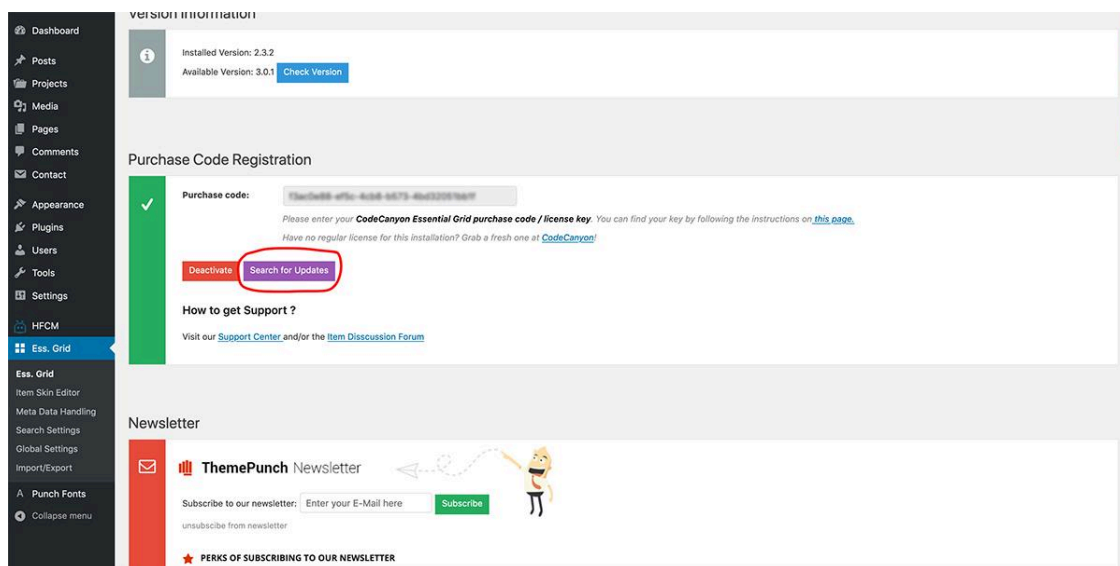 Version Information
Dashboard
Posts
Projects
Media
Pages
Comments
Contact
Appearance
Plugins
Users
Tools
Settings
HFCM
Ess. Grid
Ess. Grid
Item Skin Editor
Meta Data Handling
Search Settings
Global Settings
Import/Export
Punch Fonts
Collapse menu
Installed Version: 2.3.2
Available Version: 3.0.1 Check Version
Purchase Code Registration
Purchase code:
Please enter your CodeCanyon Essential Grid purchase code / license key. You can find your key by following the instructions on this page.
Have no regular license for this installation? Grab a fresh one at CodeCanyon!
Deactivate Search for Updates
How to get Support ?
Visit our Support Center and/or the Item Disscussion Forum
Newsletter
ThemePunch Newsletter
Subscribe to our newsletter: Enter your E-Mail here Subscribe
unsubscibe from newsletter
PERKS OF SUBSCRIBING TO OUR NEWSLETTER